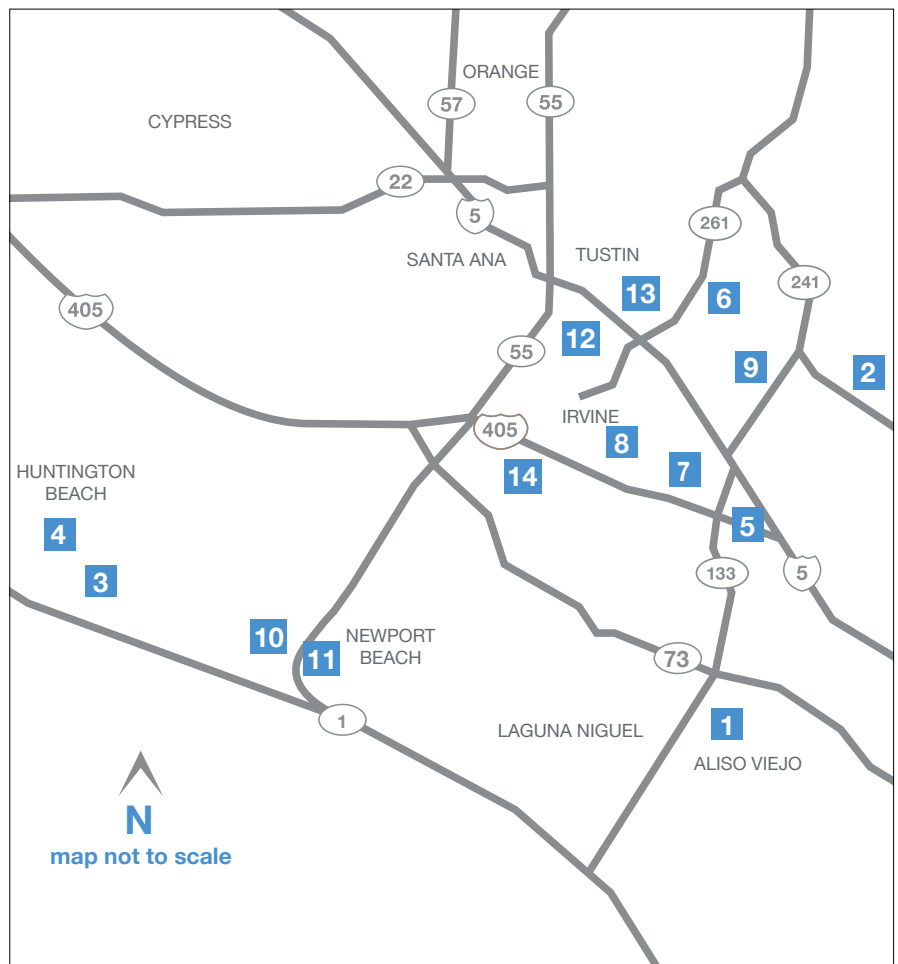 ORANGE
57
55
CYPRESS
22
5
261
TUSTIN
SANTA ANA
13
6
241
405
12
55
9
2
IRVINE
405
8
HUNTINGTON
BEACH
7
14
4
5
3
133
5
10
NEWPORT
BEACH
11
73
1
LAGUNA NIGUEL
1
ALISO VIEJO
N
map not to scale